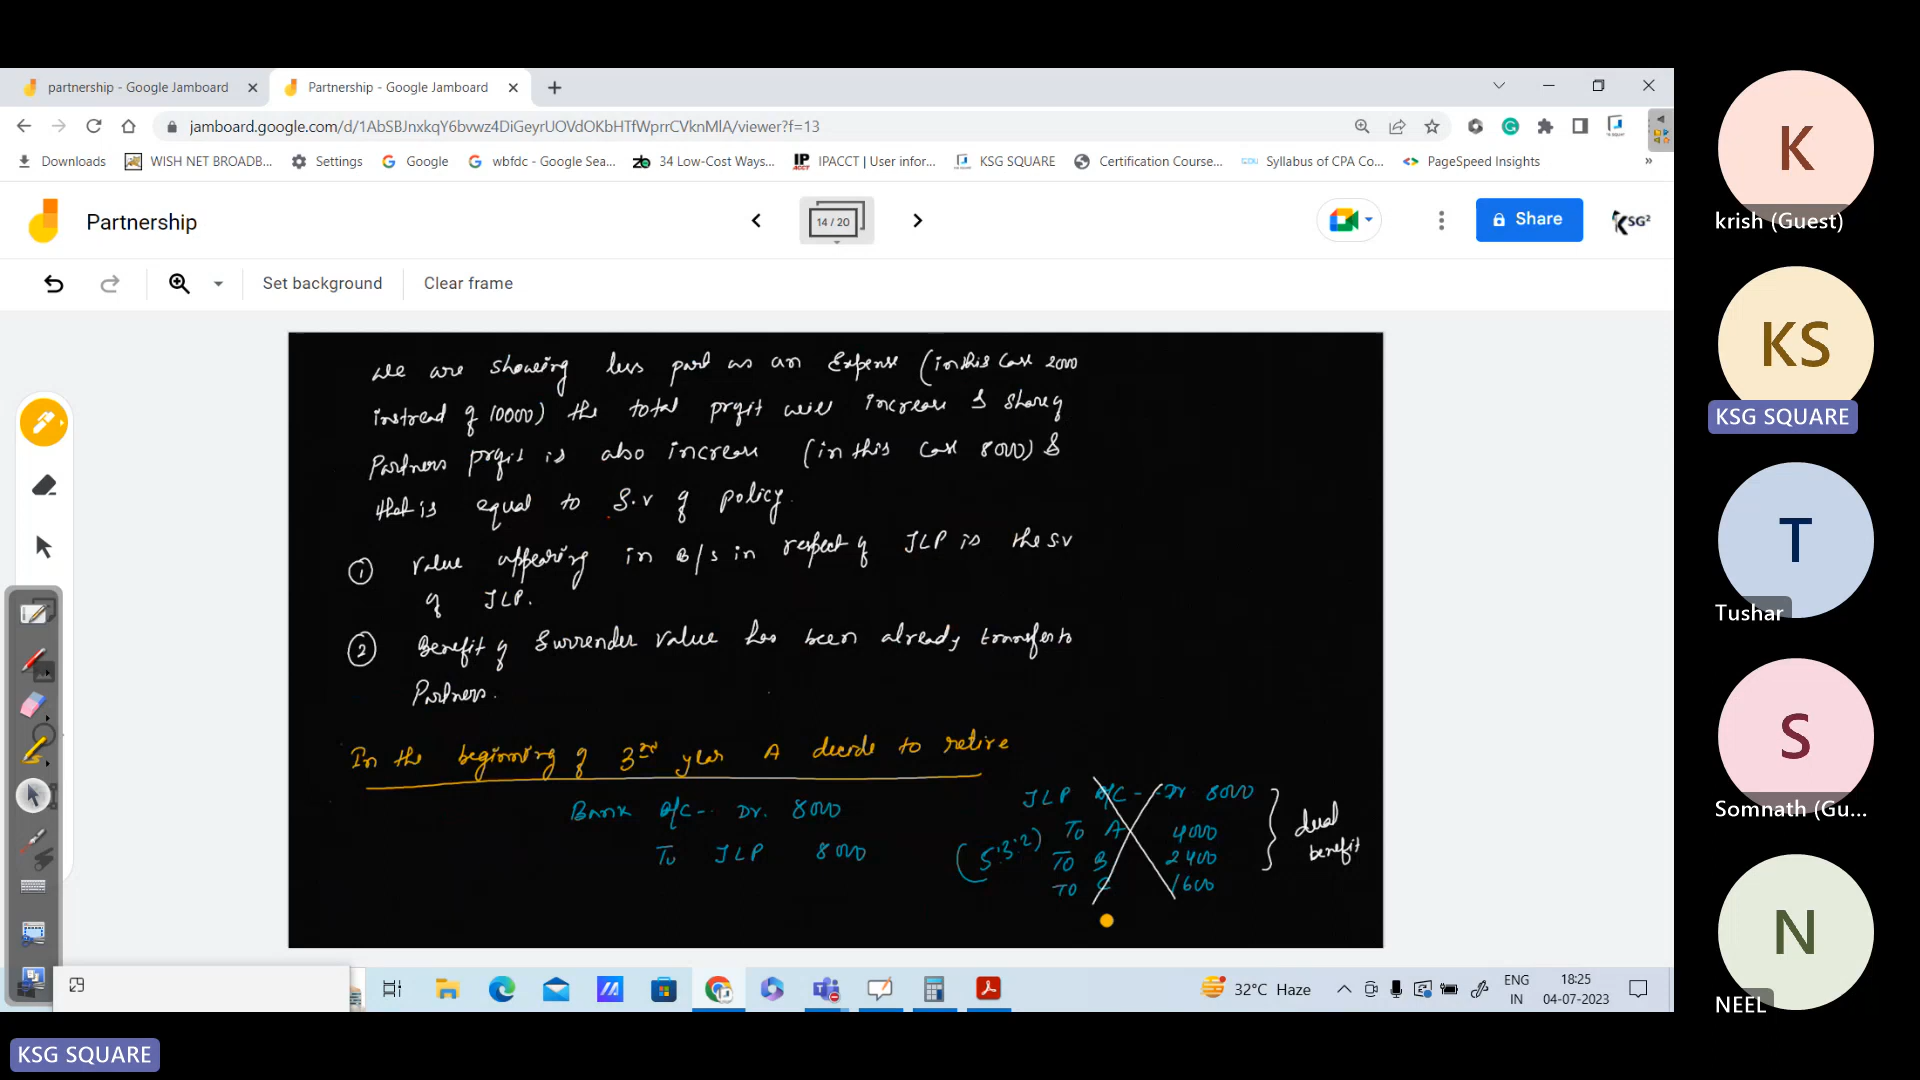 partnership - Google Jamboard
Partnership - Google Jamboard
jamboard.google.com/d/1AbSBJnxkqY6bvwz4DiGeyrUOVdOKbHTfWprrCVknMlA/viewer?f=13
Downloads
WISH NET BROADB...
Settings
Google
wbfdc - Google Sea...
34 Low-Cost Ways...
IPACCT | User infor...
KSG SQUARE
Certification Course...
Syllabus of CPA Co...
PageSpeed Insights
Partnership
14 / 20
Share
KSG²
Set background
Clear frame
we are showing less part as an Expense (in this case 2000
instread of 10000) the total profit will increase & share of
Partners profit is also increase (in this case 8000) &
that is equal to S.V of policy.
① Value appearing in B/S in respect of JLP is the S.V
of JLP.
② Benefit of Surrender Value has been already transfer to
Partners.
In the beginning of 3rd year A decide to retire
Bank A/C -- Dr. 8000
To JLP 8000
JLP A/C -- Dr 8000
To A 4000
(5:3:2) To B 2400
To C 1600
dual
benefit
K
krish (Guest)
KS
KSG SQUARE
T
Tushar
S
Somnath (Gu...
N
NEEL
32°C Haze
ENG
IN
18:25
04-07-2023
KSG SQUARE